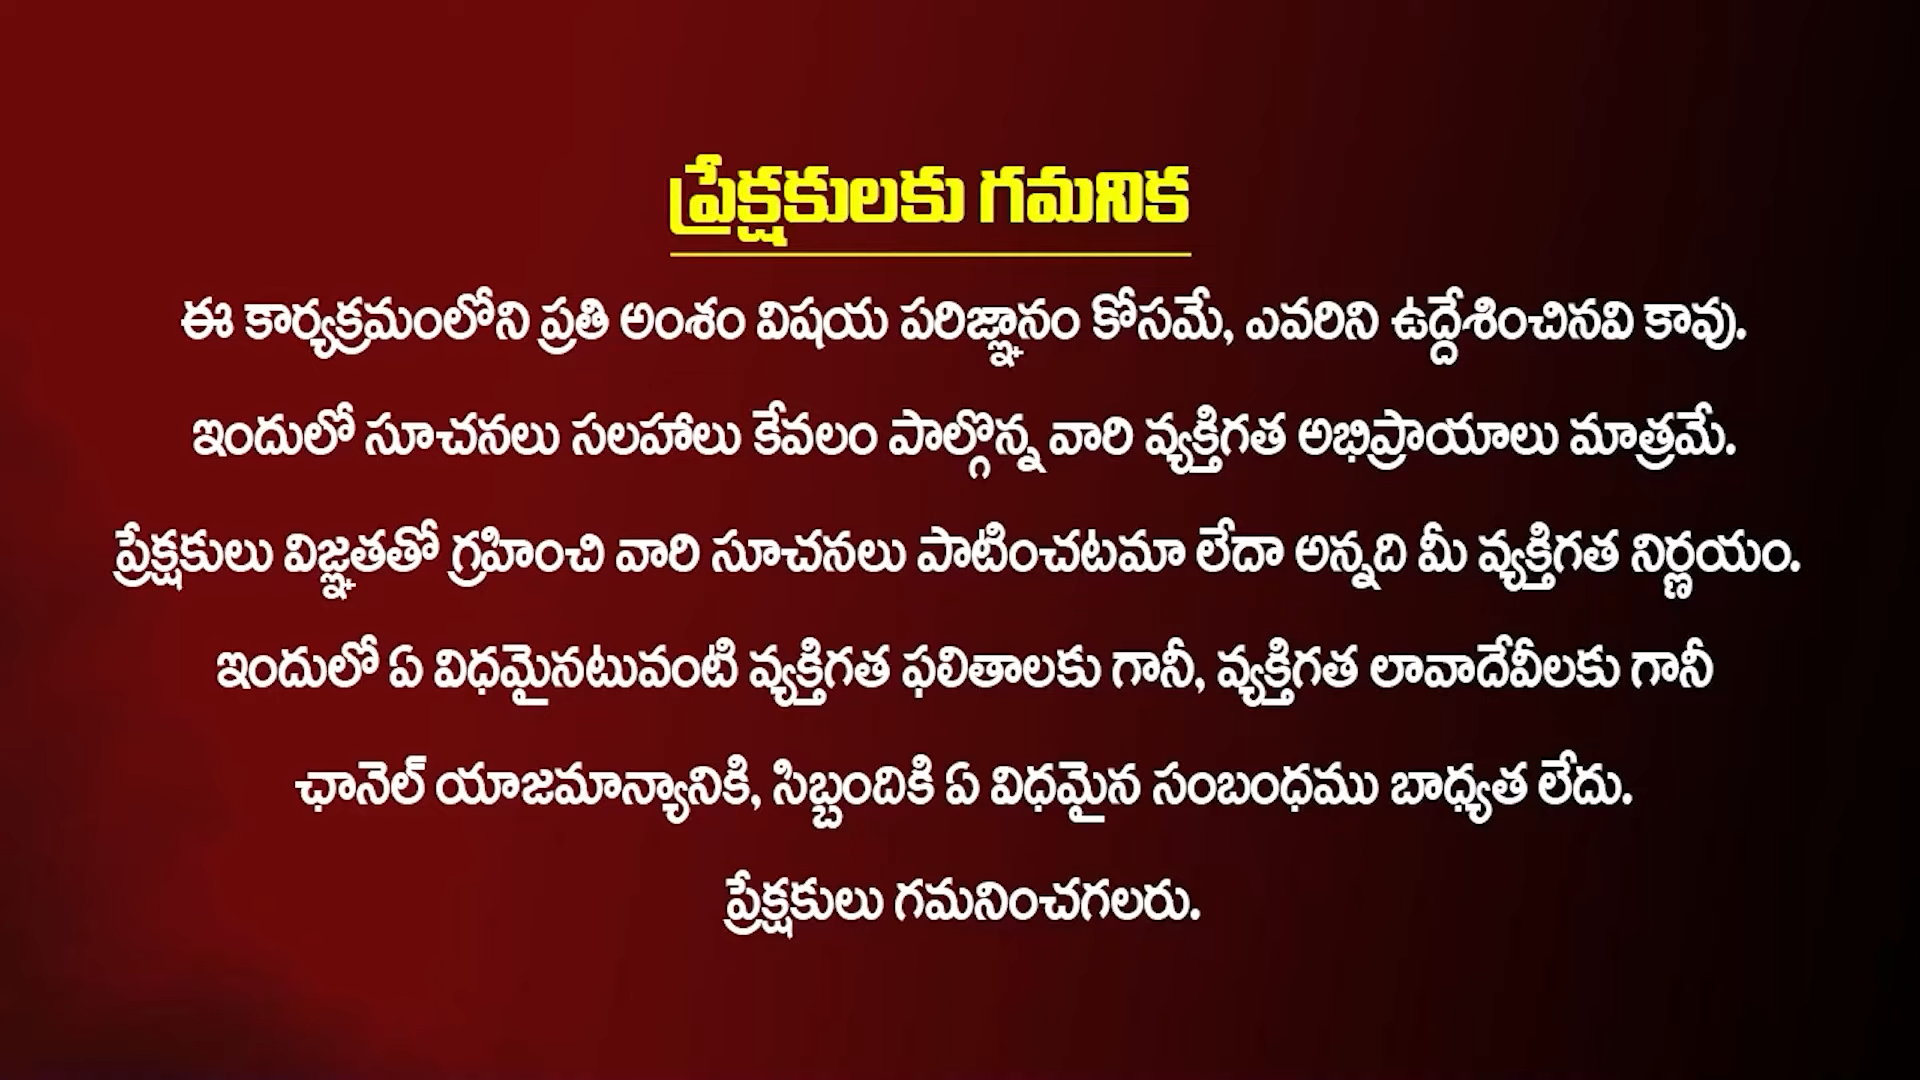 ప్రేక్షకులకు గమనిక
ఈ కార్యక్రమంలోని ప్రతి అంశం విషయ పరిజ్ఞానం కోసమే, ఎవరిని ఉద్దేశించినవి కావు.
ఇందులో సూచనలు సలహాలు కేవలం పాల్గొన్న వారి వ్యక్తిగత అభిప్రాయాలు మాత్రమే.
ప్రేక్షకులు విజ్ఞతతో గ్రహించి వారి సూచనలు పాటించటమా లేదా అన్నది మీ వ్యక్తిగత నిర్ణయం.
ఇందులో ఏ విధమైనటువంటి వ్యక్తిగత ఫలితాలకు గానీ, వ్యక్తిగత లావాదేవీలకు గానీ
ఛానెల్ యాజమాన్యానికి, సిబ్బందికి ఏ విధమైన సంబంధము బాధ్యత లేదు.
ప్రేక్షకులు గమనించగలరు.